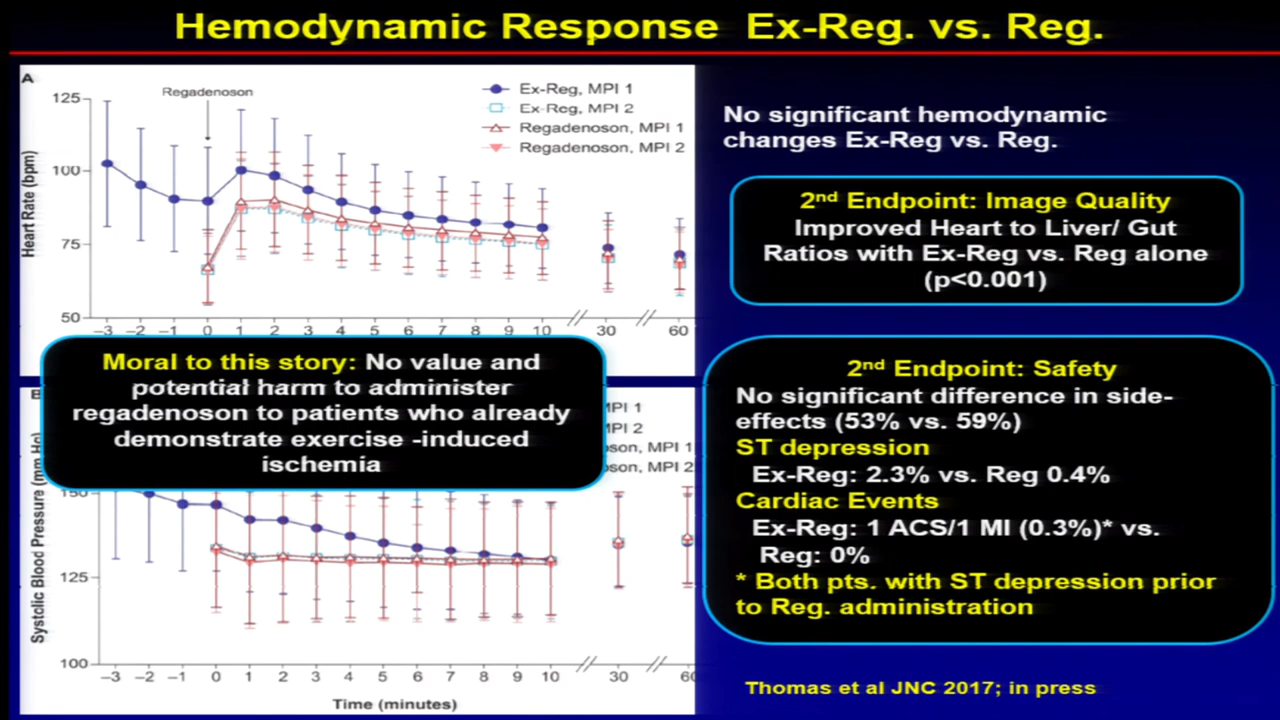 Hemodynamic Response Ex-Reg. vs. Reg.
A
Regadenoson
Ex-Reg, MPI 1
Ex-Reg, MPI 2
Regadenoson, MPI 1
Regadenoson, MPI 2
Heart Rate (bpm)
125
100
75
50
–3 –2 –1 0 1 2 3 4 5 6 7 8 9 10 30 60
No significant hemodynamic
changes Ex-Reg vs. Reg.
2nd Endpoint: Image Quality
Improved Heart to Liver/ Gut
Ratios with Ex-Reg vs. Reg alone
(p<0.001)
Moral to this story: No value and
potential harm to administer
regadenoson to patients who already
demonstrate exercise -induced
ischemia
MPI 1
MPI 2
MPI 1
MPI 2
Systolic Blood Pressure (mm Hg)
150
125
100
–3 –2 –1 0 1 2 3 4 5 6 7 8 9 10 30 60
Time (minutes)
2nd Endpoint: Safety
No significant difference in side-
effects (53% vs. 59%)
ST depression
Ex-Reg: 2.3% vs. Reg 0.4%
Cardiac Events
Ex-Reg: 1 ACS/1 MI (0.3%)* vs.
Reg: 0%
* Both pts. with ST depression prior
to Reg. administration
Thomas et al JNC 2017; in press